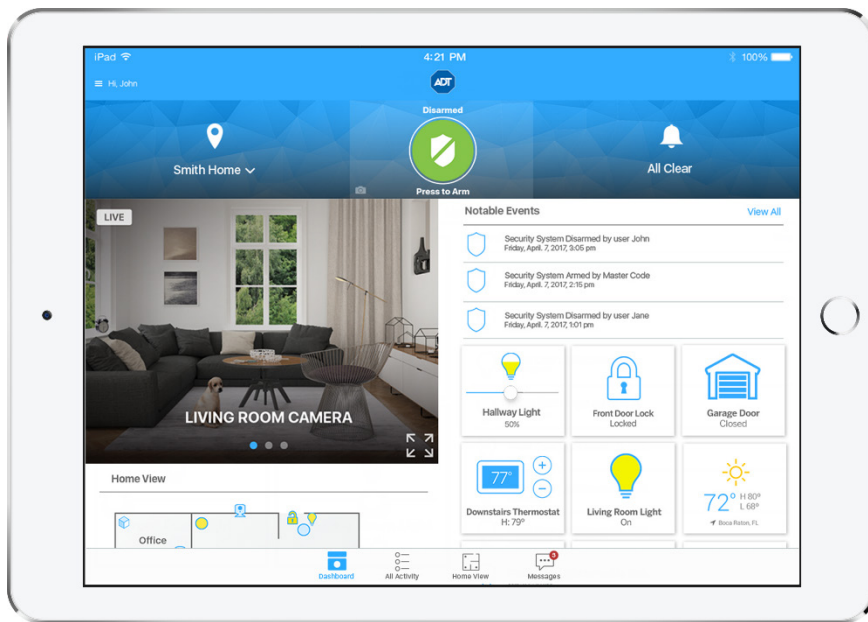 iPad
4:21 PM
100%
Hi, John
ADT
Disarmed
Smith Home
Press to Arm
All Clear
LIVE
LIVING ROOM CAMERA
Notable Events
View All
Security System Disarmed by user John
Friday, April. 7, 2017, 3:05 pm
Security System Armed by Master Code
Friday, April. 7, 2017, 2:15 pm
Security System Disarmed by user Jane
Friday, April. 7, 2017, 1:01 pm
Hallway Light
50%
Front Door Lock
Locked
Garage Door
Closed
77°
Downstairs Thermostat
H: 79°
Living Room Light
On
72°
H 80°
L 68°
Boca Raton, FL
Home View
Office
Dashboard
All Activity
Home View
3
Messages